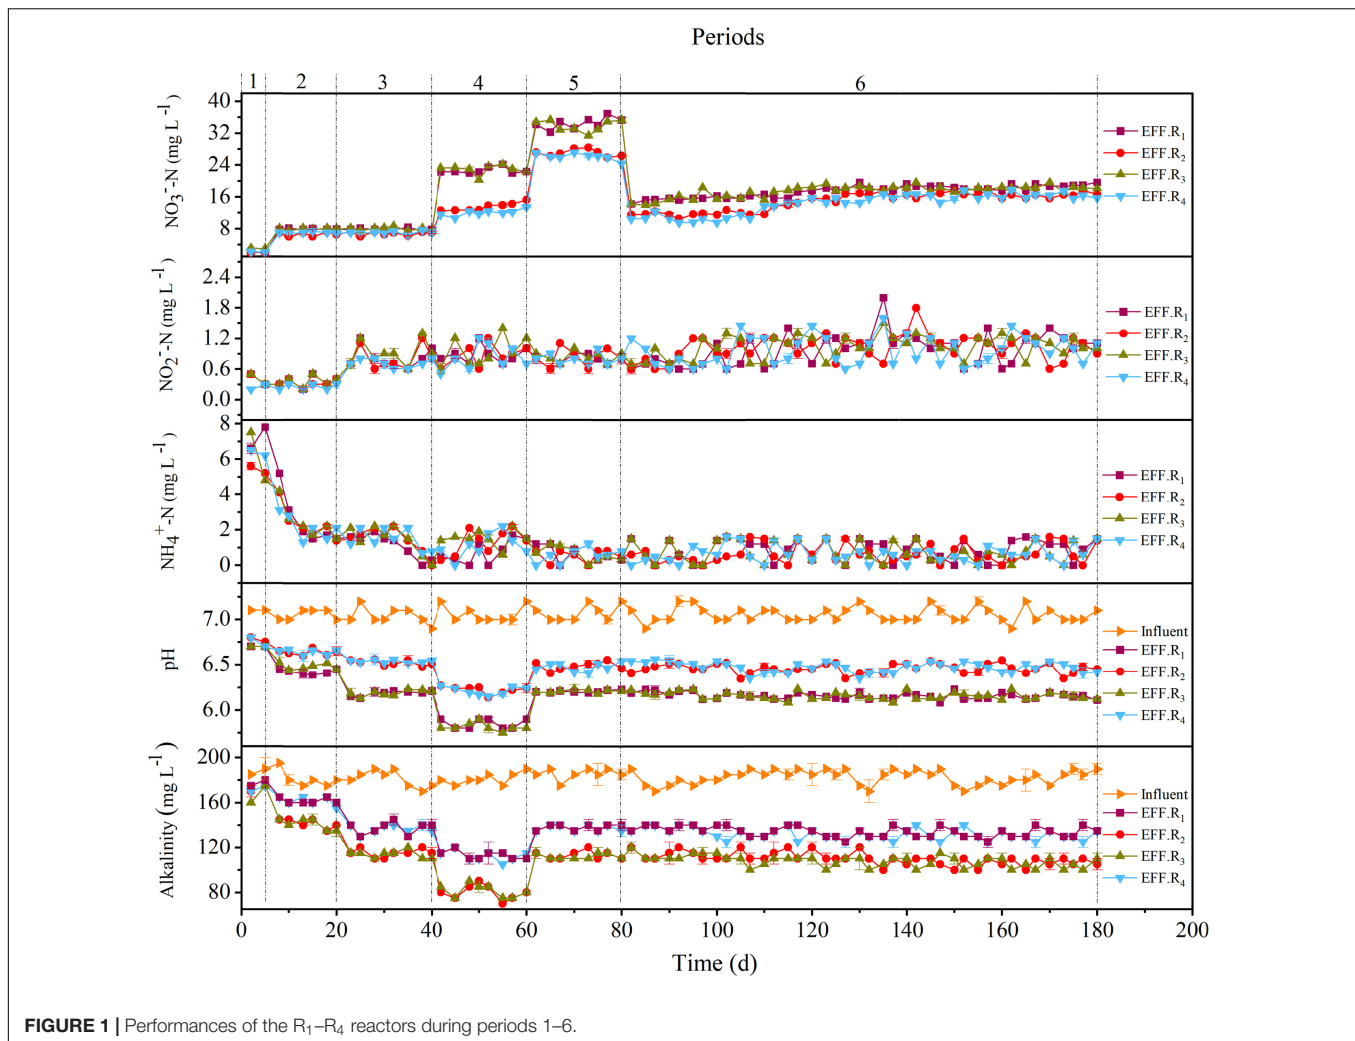 Periods
1 2 3 4 5 6
NO₃⁻-N (mg L⁻¹)
40
32
24
16
8
EFF.R₁
EFF.R₂
EFF.R₃
EFF.R₄
NO₂⁻-N (mg L⁻¹)
2.4
1.8
1.2
0.6
0.0
EFF.R₁
EFF.R₂
EFF.R₃
EFF.R₄
NH₄⁺-N (mg L⁻¹)
8
6
4
2
0
EFF.R₁
EFF.R₂
EFF.R₃
EFF.R₄
pH
7.0
6.5
6.0
Influent
EFF.R₁
EFF.R₂
EFF.R₃
EFF.R₄
Alkalinity (mg L⁻¹)
200
160
120
80
Influent
EFF.R₁
EFF.R₂
EFF.R₃
EFF.R₄
0 20 40 60 80 100 120 140 160 180 200
Time (d)
FIGURE 1 | Performances of the R₁–R₄ reactors during periods 1–6.